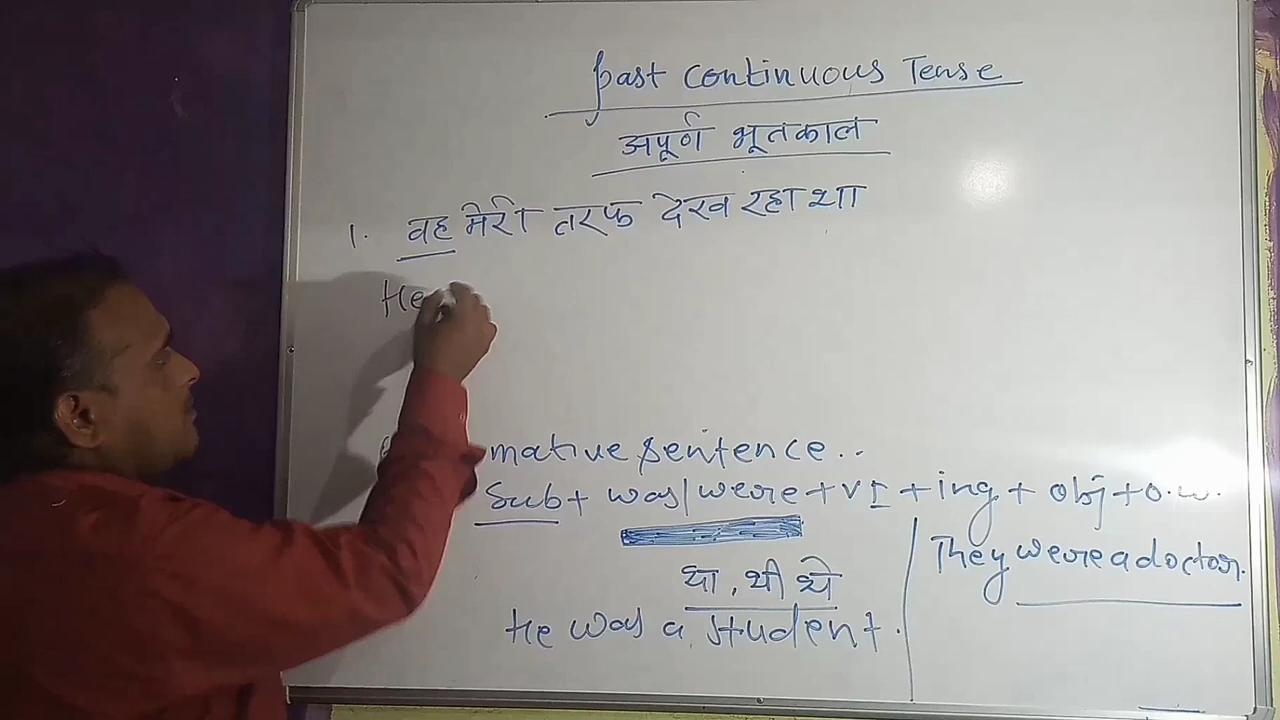 Past Continuous Tense
अपूर्ण भूतकाल
1. वह मेरी तरफ देख रहा था
He
mative sentence..
Sub + was/were + V I + ing + obj + o.w.
था, थी थे
They were a doctor.
He was a student.